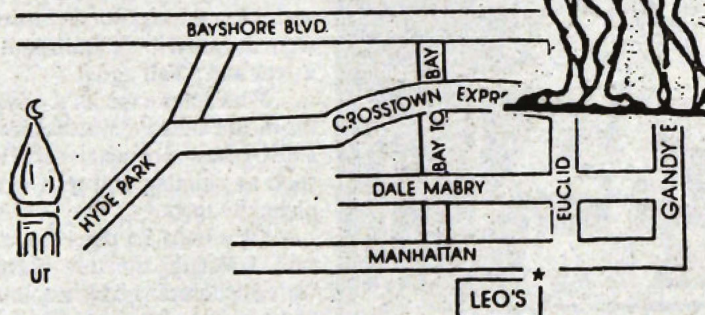 BAYSHORE BLVD.
BAY
CROSSTOWN EXPR
BAY TO
HYDE PARK
DALE MABRY
EUCLID
GANDY B
MANHATTAN
UT
LEO'S